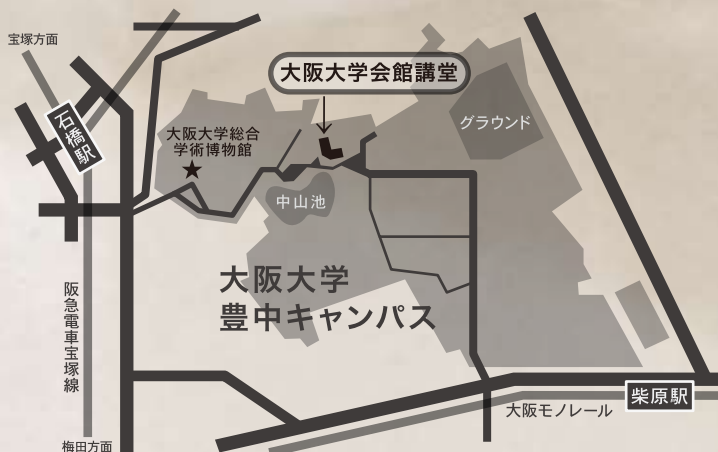 宝塚方面
大阪大学会館講堂
石橋駅
大阪大学総合
学術博物館
グラウンド
中山池
大阪大学
豊中キャンパス
阪急電車宝塚線
柴原駅
大阪モノレール
梅田方面